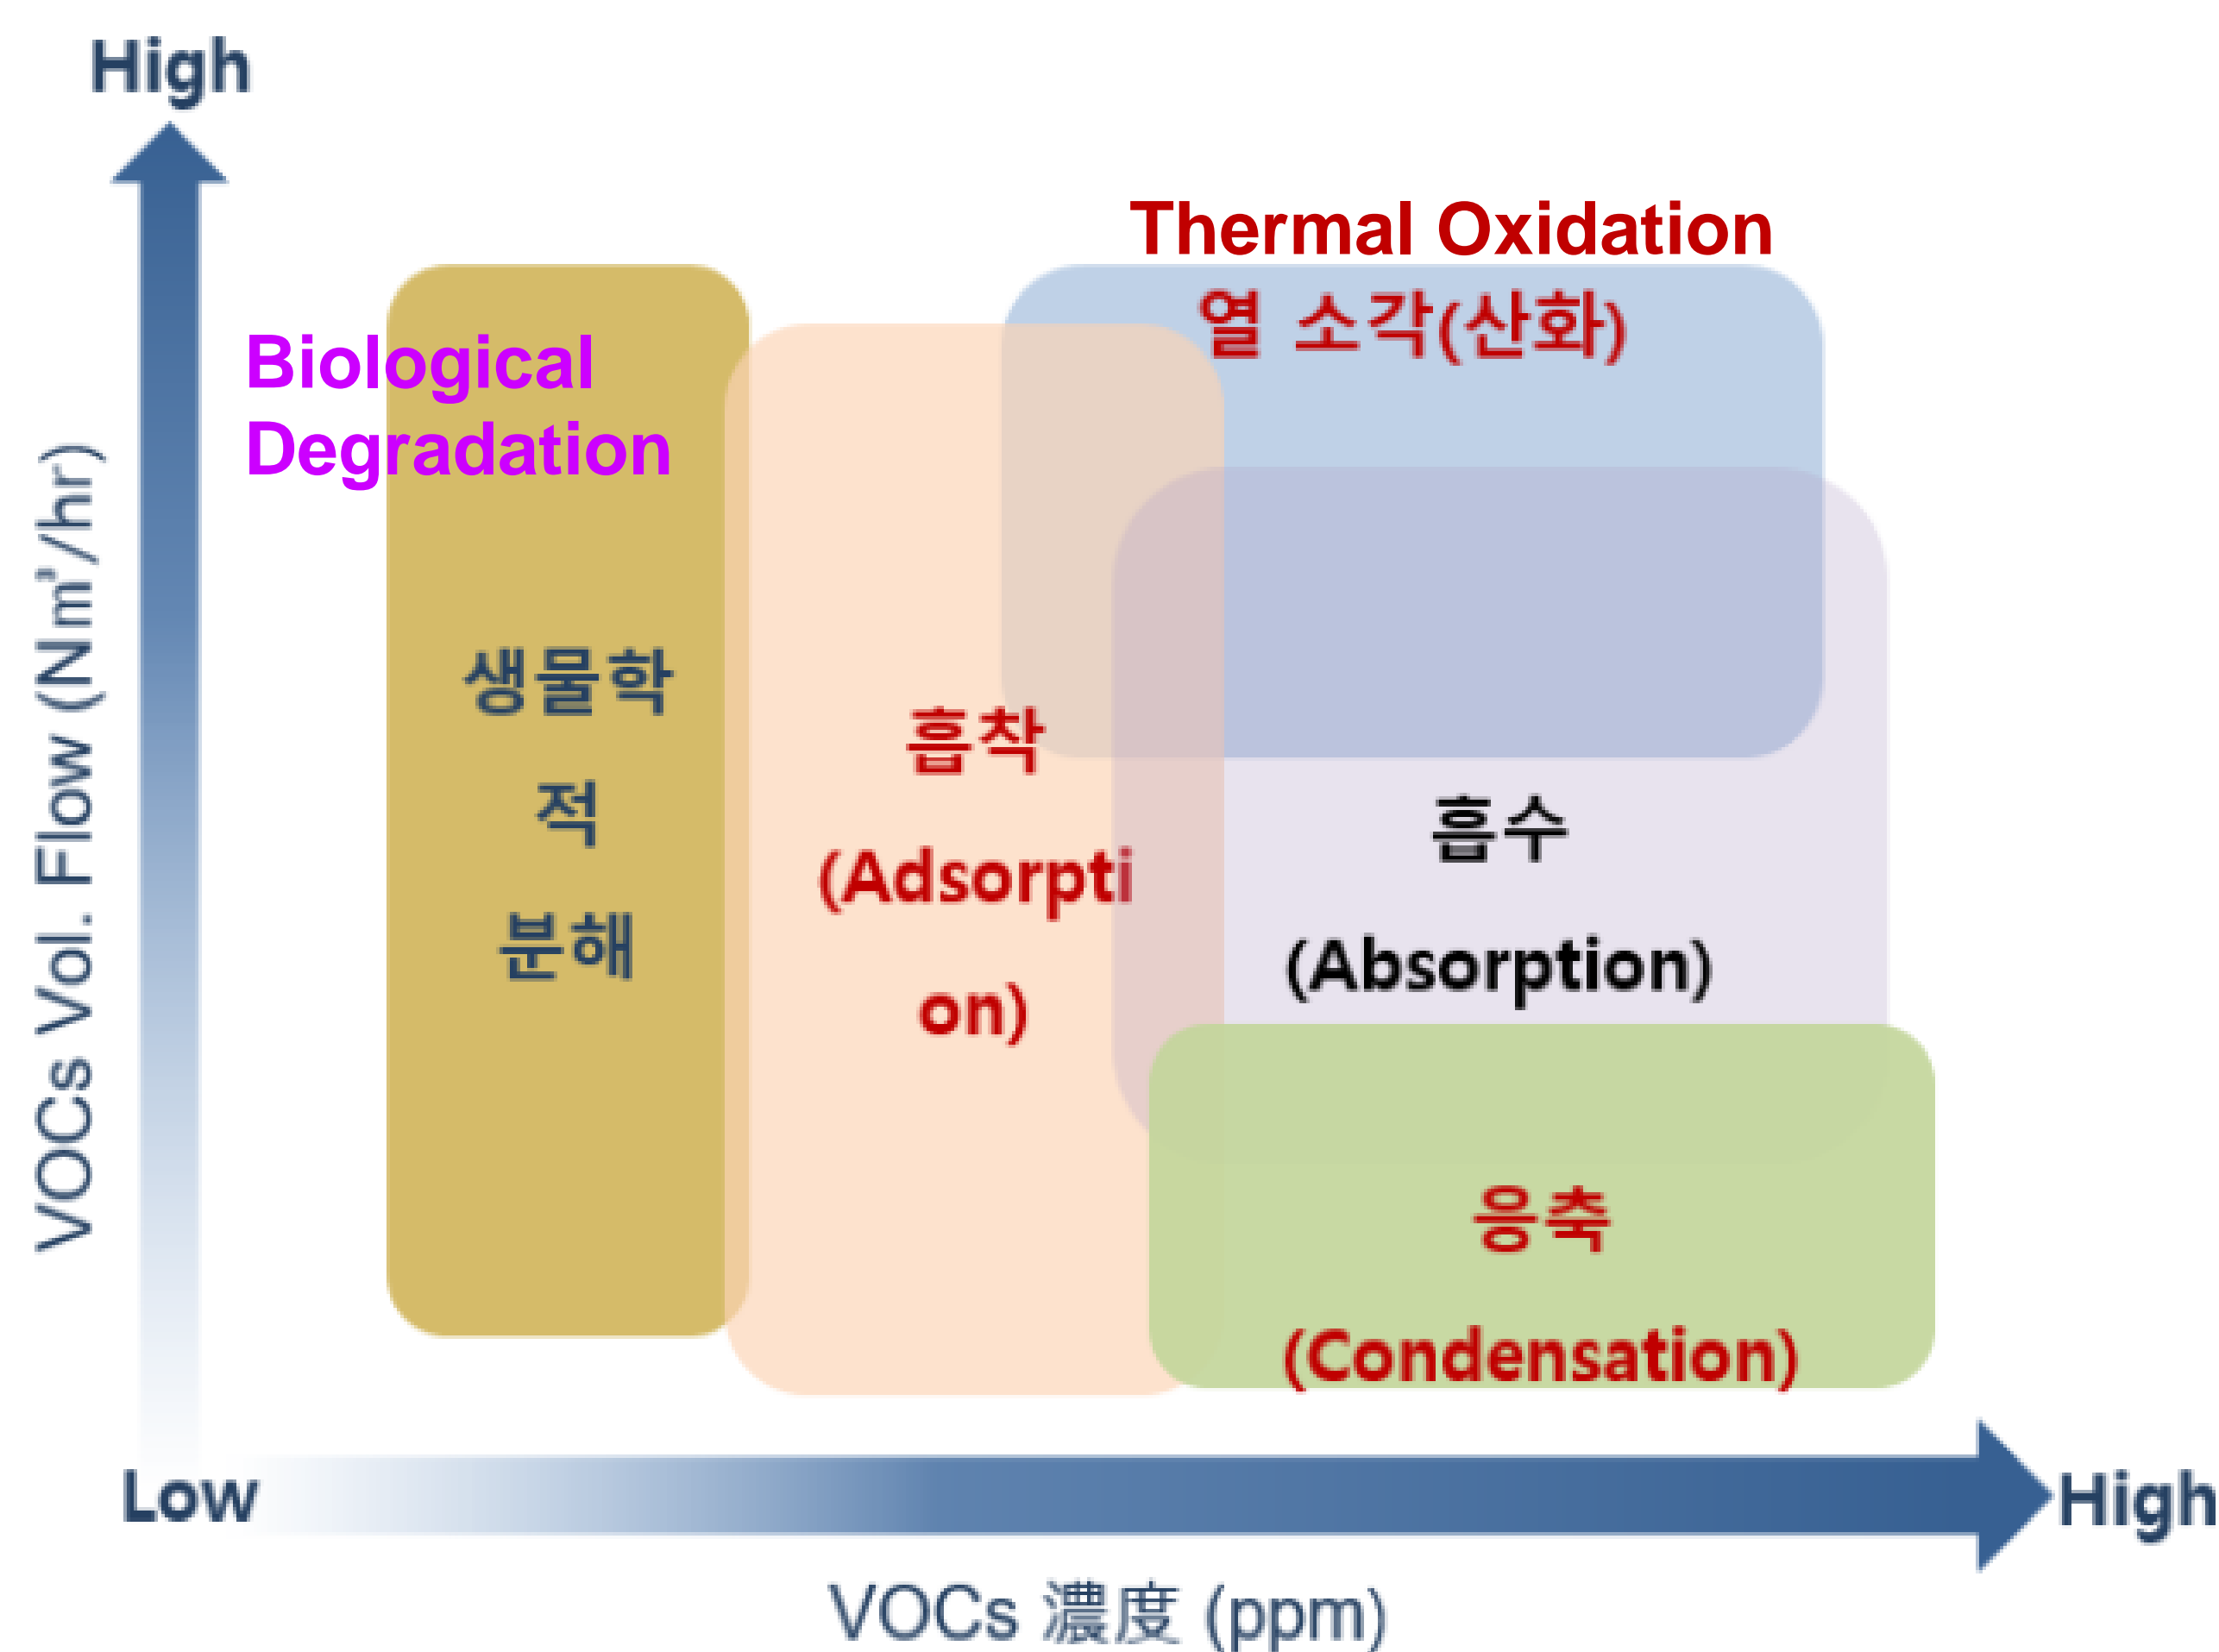 High
Thermal Oxidation
열 소각(산화)
Biological
Degradation
생물학
적
분해
흡착
(Adsorpti
on)
흡수
(Absorption)
응축
(Condensation)
VOCs Vol. Flow (Nm³/hr)
Low
High
VOCs 濃度 (ppm)